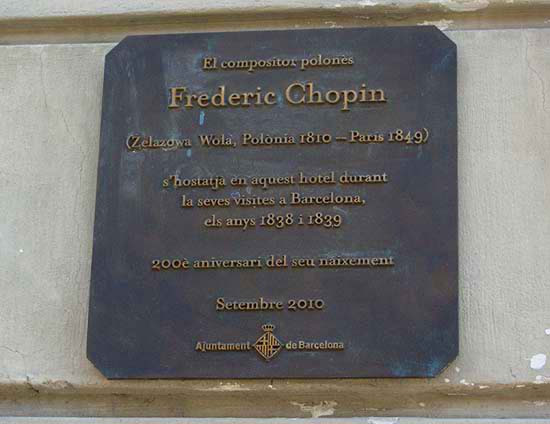 El compositor polonès
Frederic Chopin
(Zelazowa Wola, Polònia 1810 – París 1849)
s'hostatjà en aquest hotel durant
la seves visites a Barcelona,
els anys 1838 i 1839
200è aniversari del seu naixement
Setembre 2010
Ajuntament de Barcelona